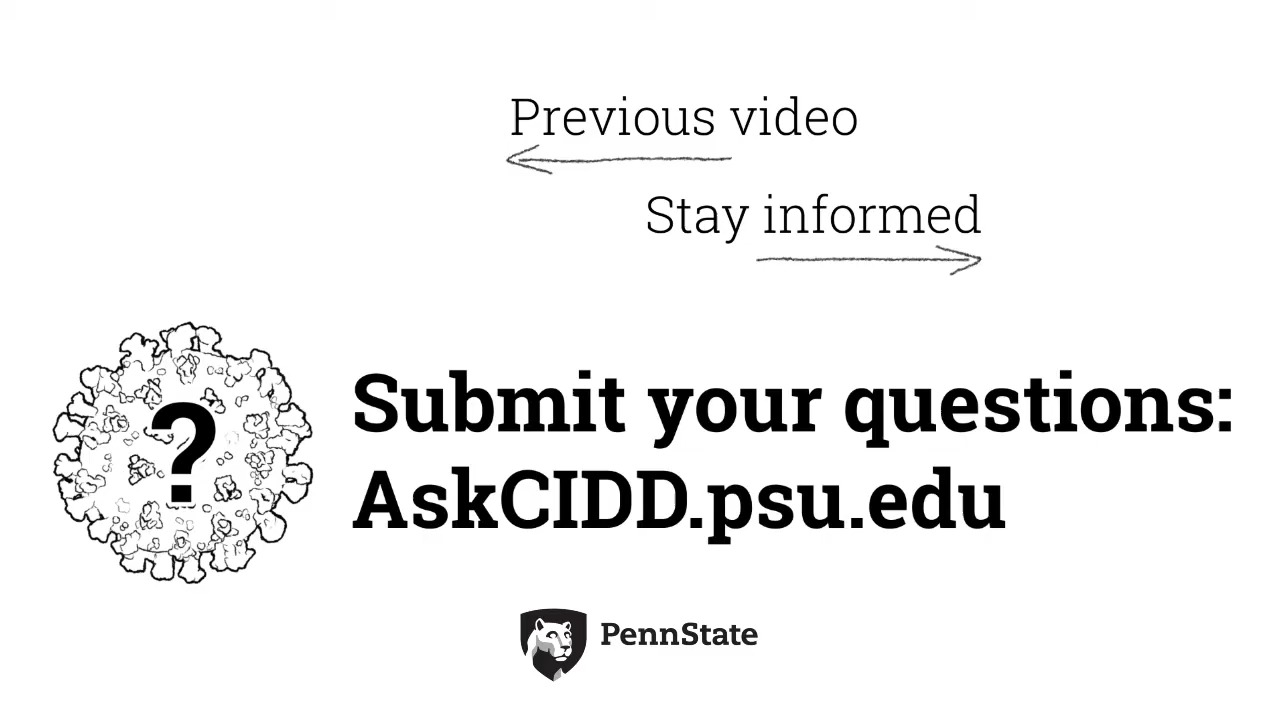 Previous video
Stay informed
?
Submit your questions:
AskCIDD.psu.edu
PennState